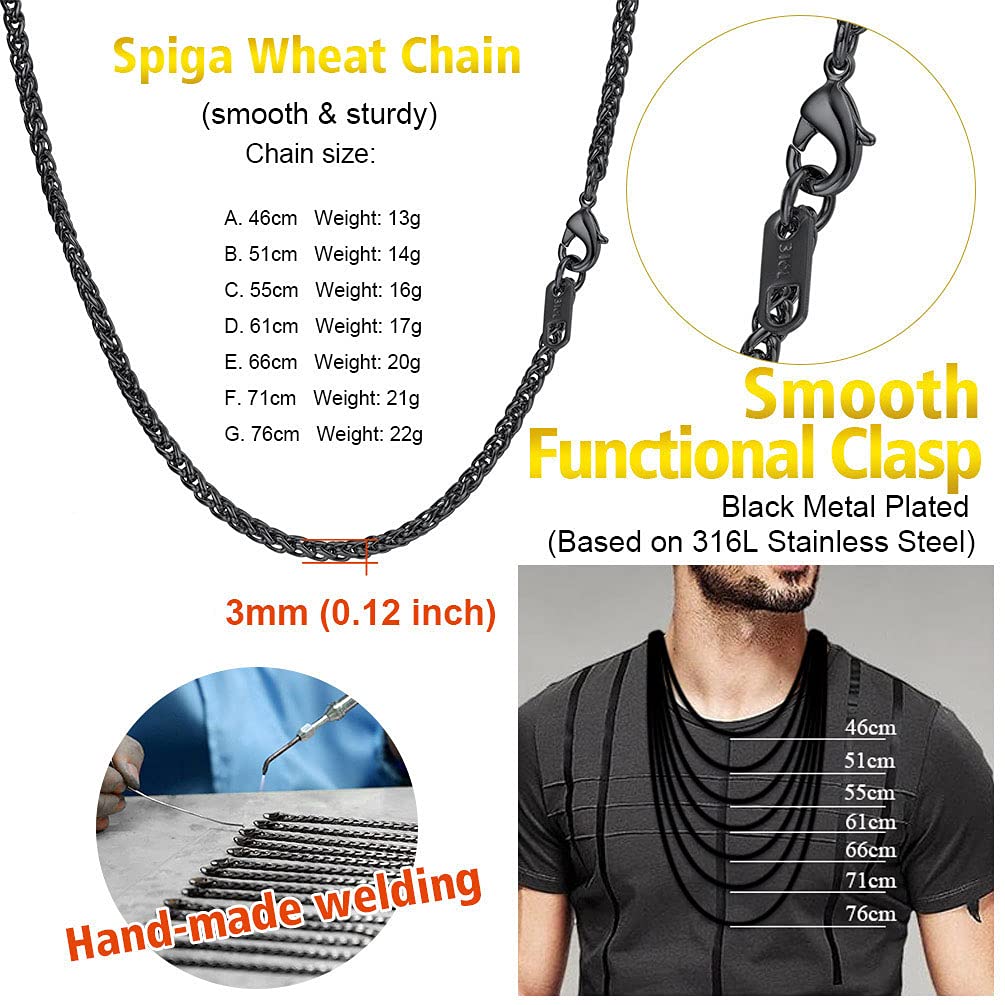 Spiga Wheat Chain
(smooth & sturdy)
Chain size:
A. 46cm Weight: 13g
B. 51cm Weight: 14g
C. 55cm Weight: 16g
D. 61cm Weight: 17g
E. 66cm Weight: 20g
F. 71cm Weight: 21g
G. 76cm Weight: 22g
3mm (0.12 inch)
316L
316L
Smooth
Functional Clasp
Black Metal Plated
(Based on 316L Stainless Steel)
Hand-made welding
46cm
51cm
55cm
61cm
66cm
71cm
76cm